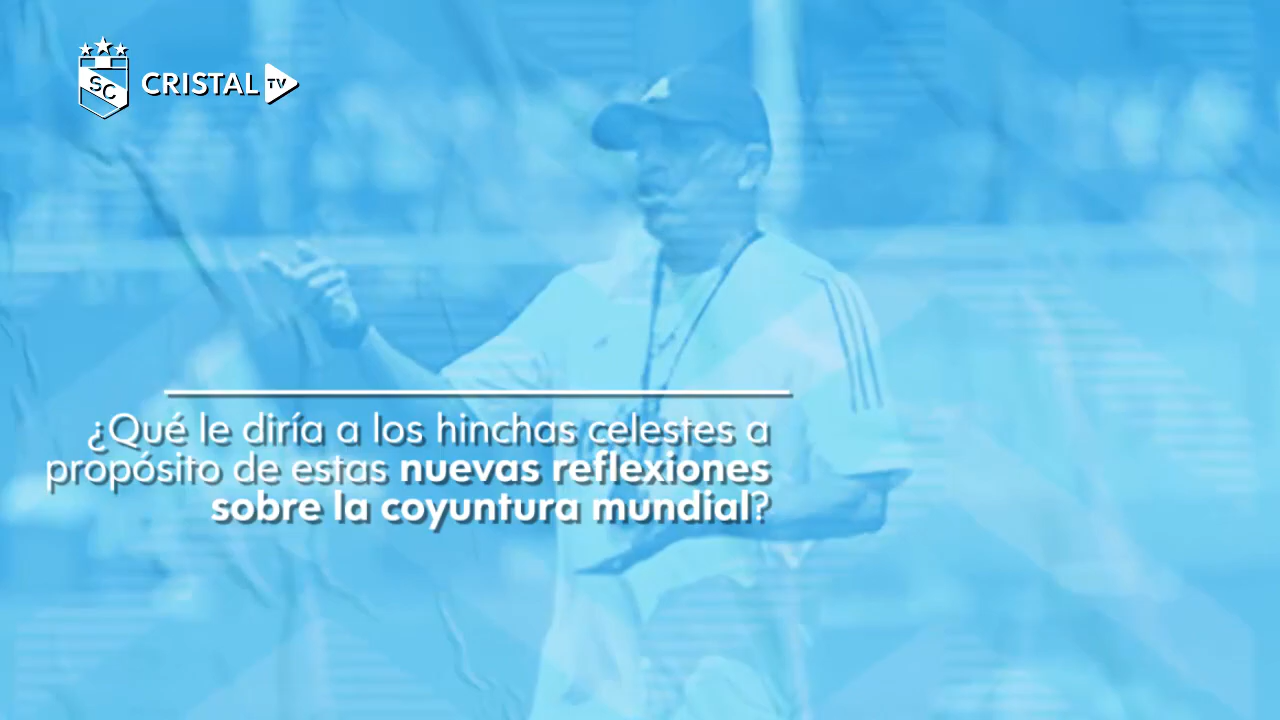 SC
CRISTAL TV
¿Qué le diría a los hinchas celestes a
propósito de estas nuevas reflexiones
sobre la coyuntura mundial?